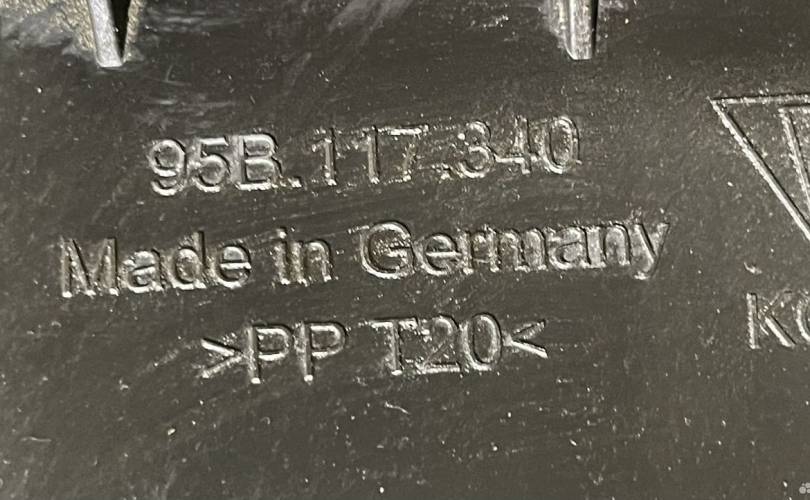 95B.117.340
Made in Germany
>PP T20<